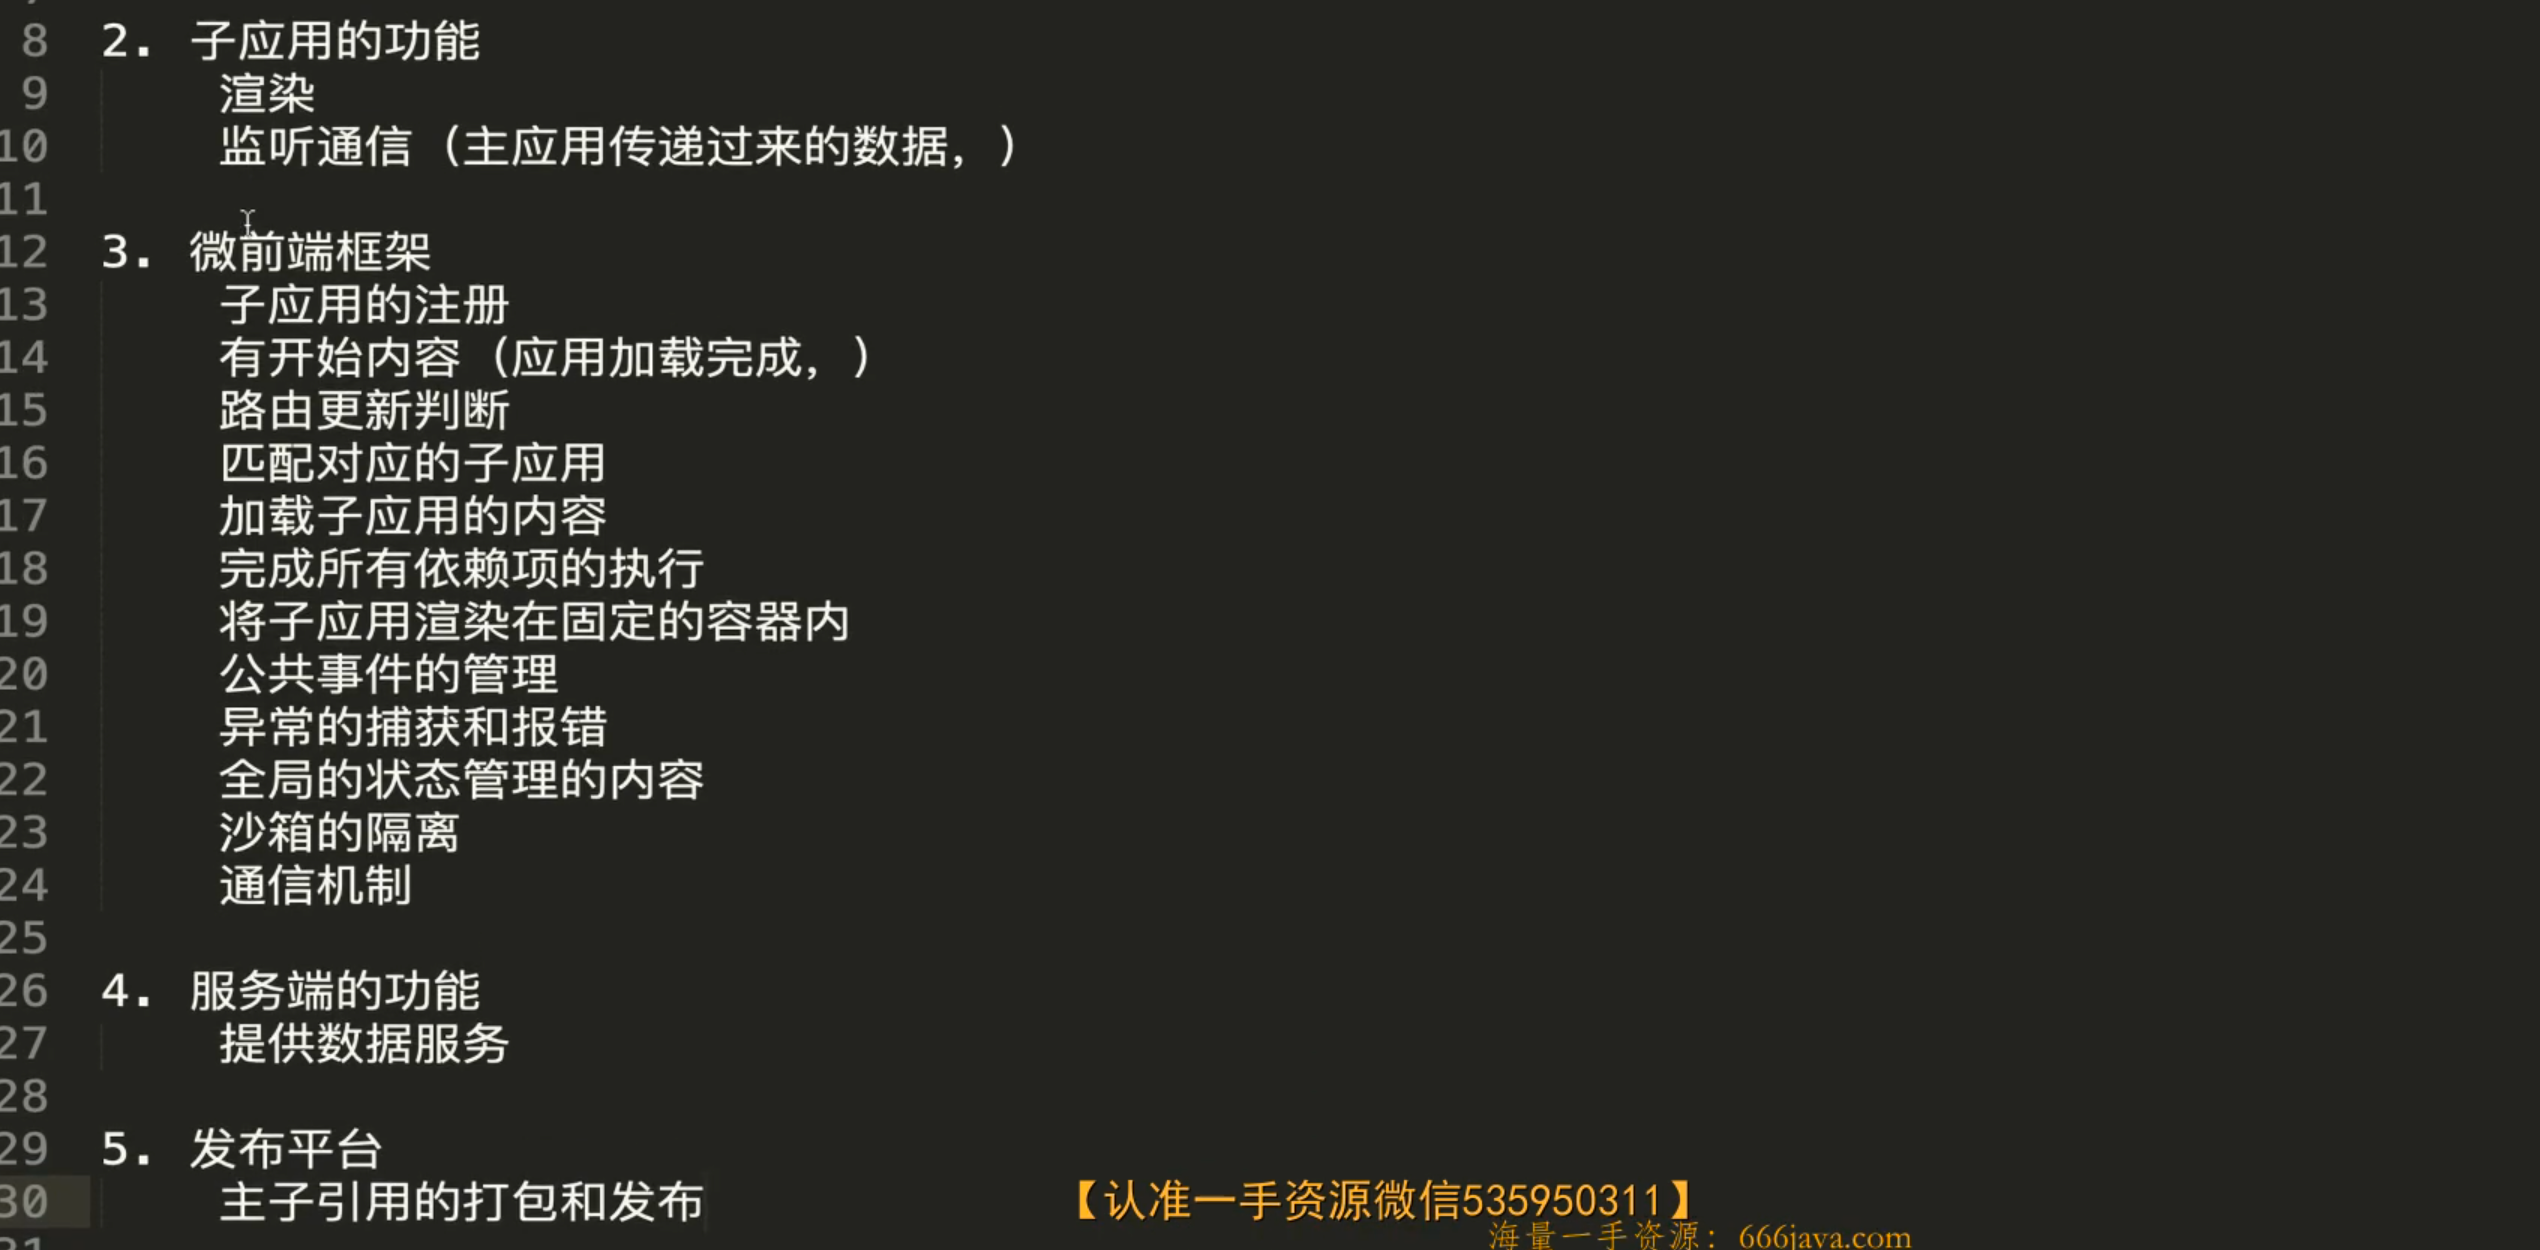 8 2. 子应用的功能
9 渲染
10 监听通信（主应用传递过来的数据，）
11
12 3. 微前端框架
13 子应用的注册
14 有开始内容（应用加载完成，）
15 路由更新判断
16 匹配对应的子应用
17 加载子应用的内容
18 完成所有依赖项的执行
19 将子应用渲染在固定的容器内
20 公共事件的管理
21 异常的捕获和报错
22 全局的状态管理的内容
23 沙箱的隔离
24 通信机制
25
26 4. 服务端的功能
27 提供数据服务
28
29 5. 发布平台
30 主子引用的打包和发布
【认准一手资源微信535950311】
海量一手资源：666java.com